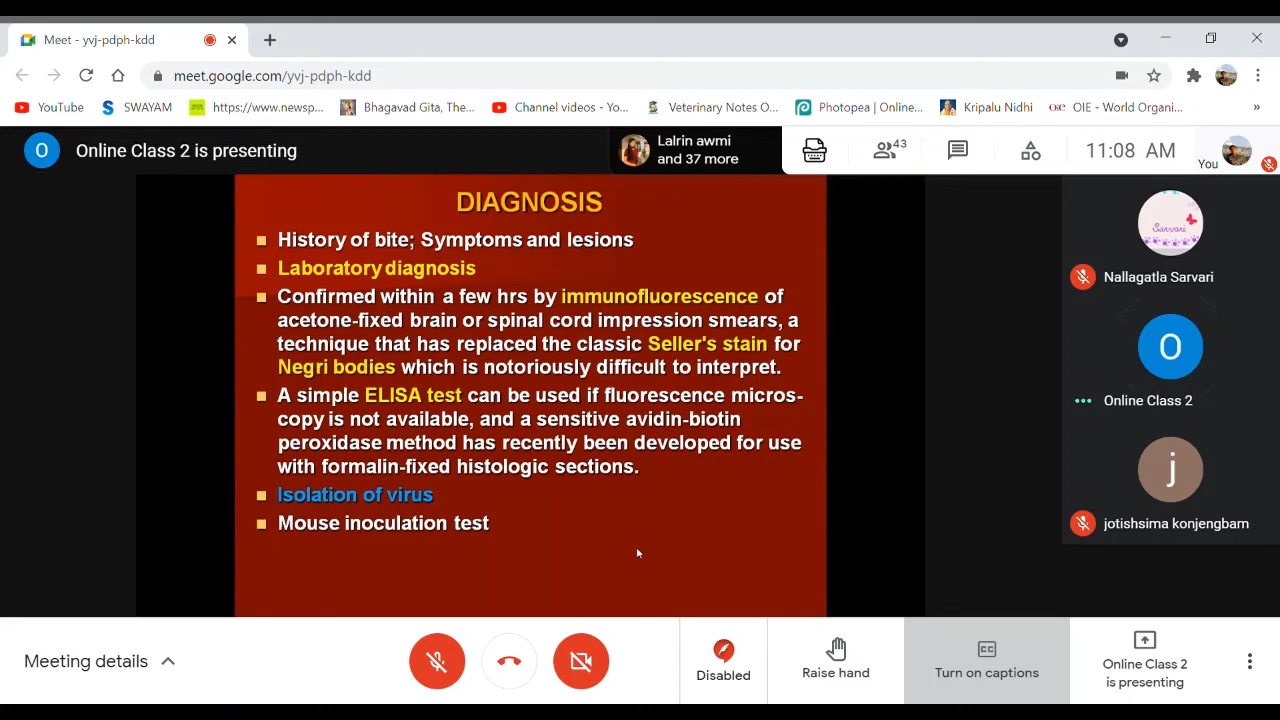 Meet - yvj-pdph-kdd
meet.google.com/yvj-pdph-kdd
YouTube
SWAYAM
https://www.newsp...
Bhagavad Gita, The...
Channel videos - Yo...
Veterinary Notes O...
Photopea | Online...
Kripalu Nidhi
OIE OIE - World Organi...
»
O Online Class 2 is presenting
Lalrin awmi
and 37 more
43
11:08 AM
You
DIAGNOSIS
History of bite; Symptoms and lesions
Laboratory diagnosis
Confirmed within a few hrs by immunofluorescence of
acetone-fixed brain or spinal cord impression smears, a
technique that has replaced the classic Seller's stain for
Negri bodies which is notoriously difficult to interpret.
A simple ELISA test can be used if fluorescence micros-
copy is not available, and a sensitive avidin-biotin
peroxidase method has recently been developed for use
with formalin-fixed histologic sections.
Isolation of virus
Mouse inoculation test
Sarvari
Nallagatla Sarvari
O
Online Class 2
j
jotishsima konjengbam
Meeting details
Disabled
Raise hand
CC
Turn on captions
Online Class 2
is presenting